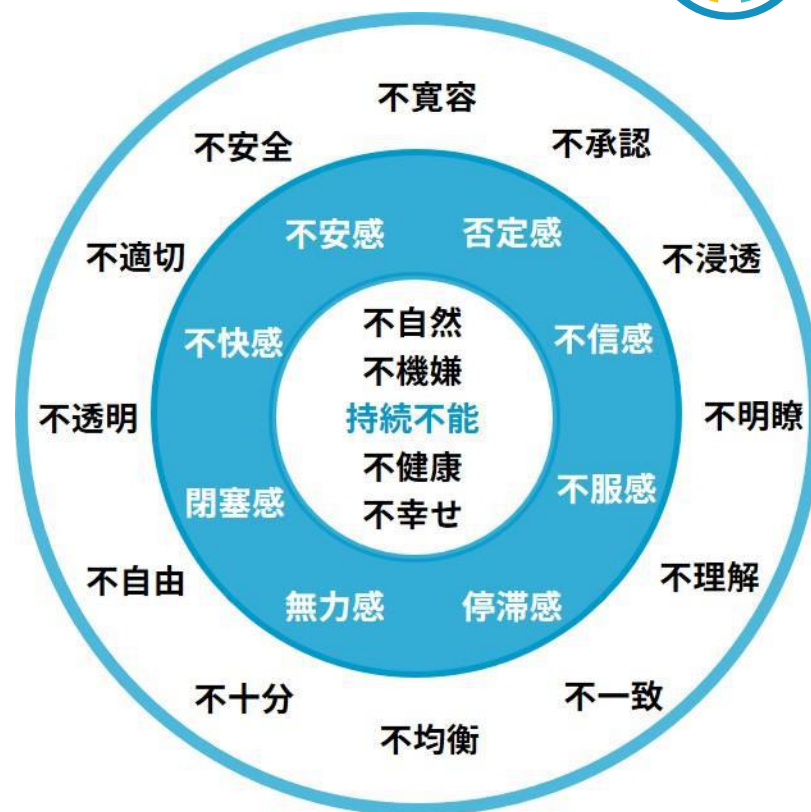 不寛容
不安全
不承認
不安感
否定感
不適切
不浸透
不快感
不自然
不信感
不機嫌
不透明
持続不能
不明瞭
不健康
閉塞感
不幸せ
不服感
不自由
不理解
無力感
停滞感
不十分
不一致
不均衡